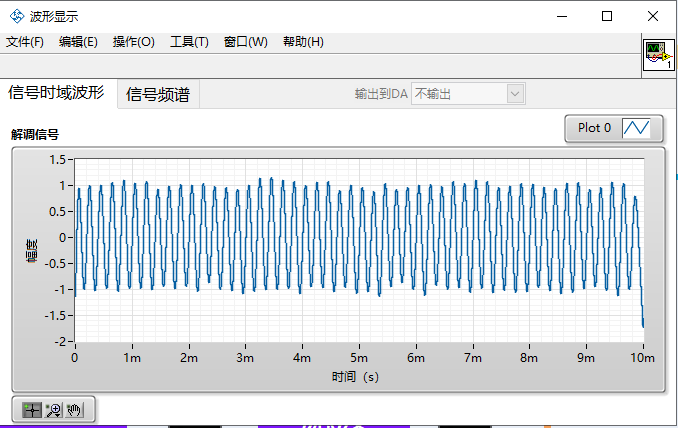 波形显示
文件(F) 编辑(E) 操作(O) 工具(T) 窗口(W) 帮助(H)
1
信号时域波形 信号频谱 输出到DA 不输出
Plot 0
解调信号
1.5
1
0.5
0
-0.5
-1
-1.5
-2
幅度
0 1m 2m 3m 4m 5m 6m 7m 8m 9m 10m
时间（s）